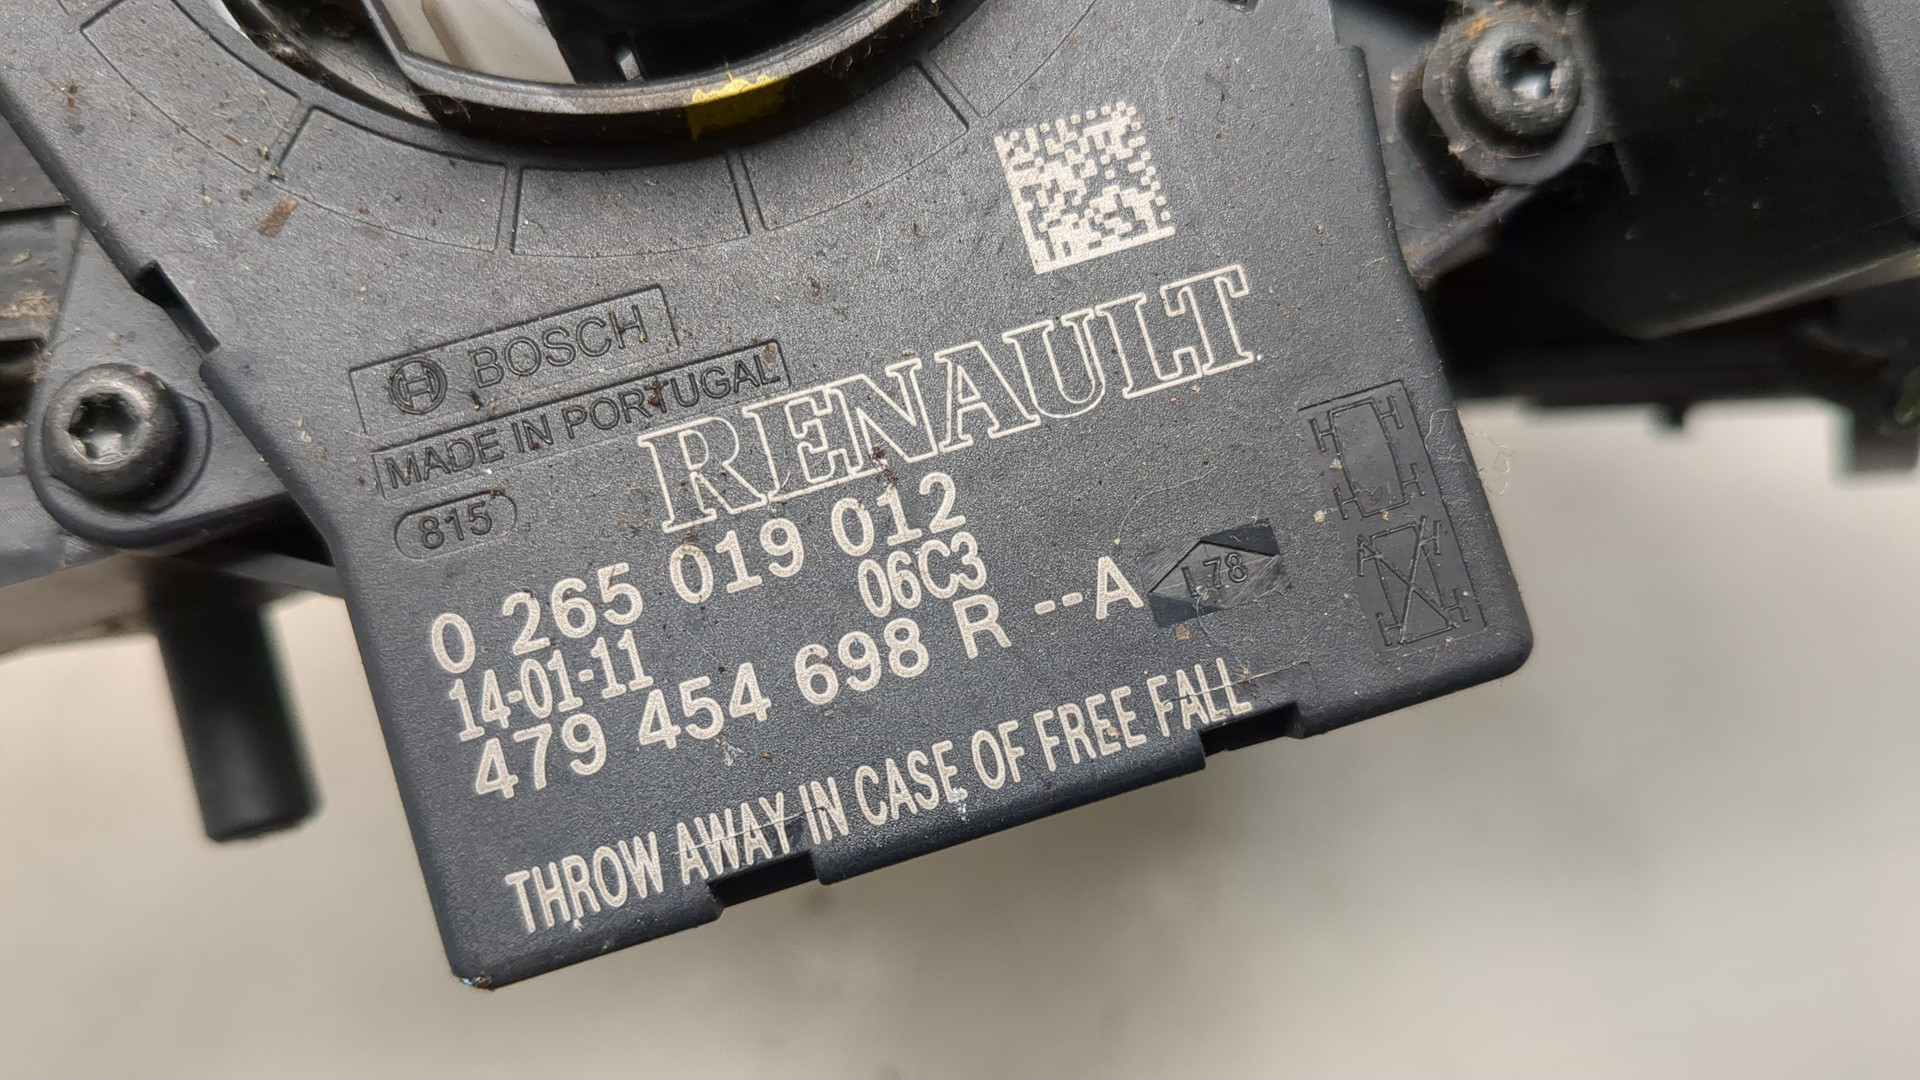 BOSCH
MADE IN PORTUGAL
815
RENAULT
0 265 019 012
14-01-11 06C3
479 454 698 R --A
78
THROW AWAY IN CASE OF FREE FALL